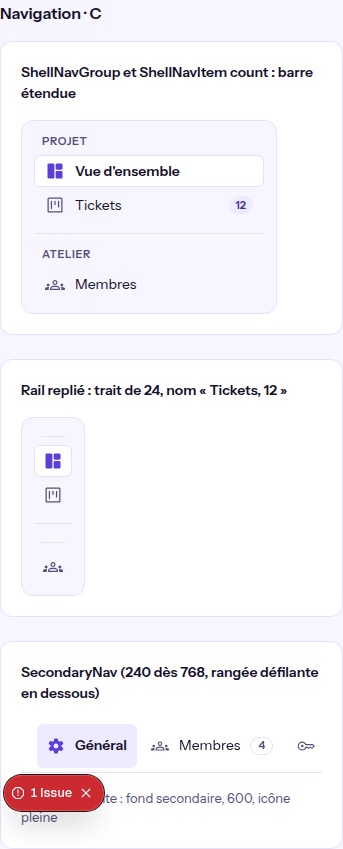 Navigation · C
ShellNavGroup et ShellNavItem count : barre
étendue
PROJET
Vue d'ensemble
Tickets 12
ATELIER
Membres
Rail replié : trait de 24, nom « Tickets, 12 »
SecondaryNav (240 dès 768, rangée défilante
en dessous)
Général Membres 4
1 Issue
te : fond secondaire, 600, icône
pleine